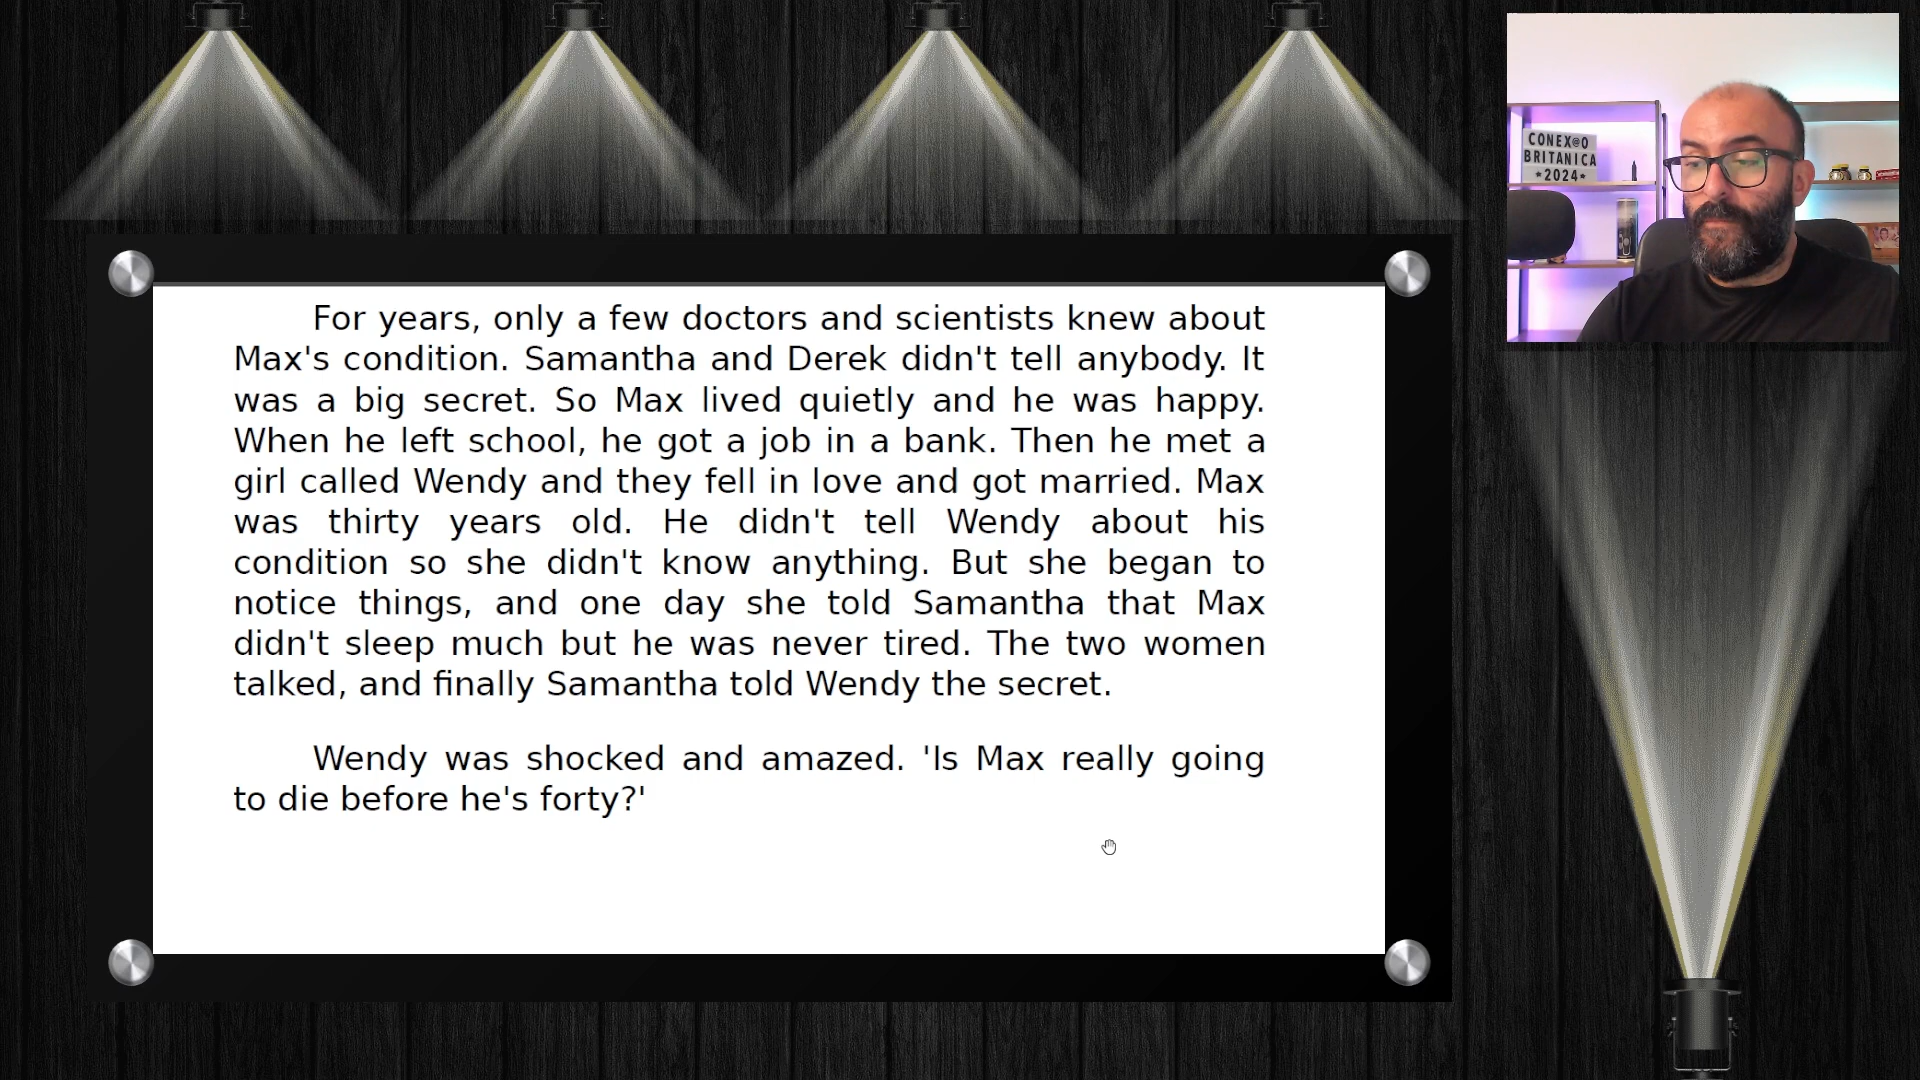 For years, only a few doctors and scientists knew about
Max's condition. Samantha and Derek didn't tell anybody. It
was a big secret. So Max lived quietly and he was happy.
When he left school, he got a job in a bank. Then he met a
girl called Wendy and they fell in love and got married. Max
was thirty years old. He didn't tell Wendy about his
condition so she didn't know anything. But she began to
notice things, and one day she told Samantha that Max
didn't sleep much but he was never tired. The two women
talked, and finally Samantha told Wendy the secret.
Wendy was shocked and amazed. 'Is Max really going
to die before he's forty?'
CONEX@O
BRITANICA
*2024*